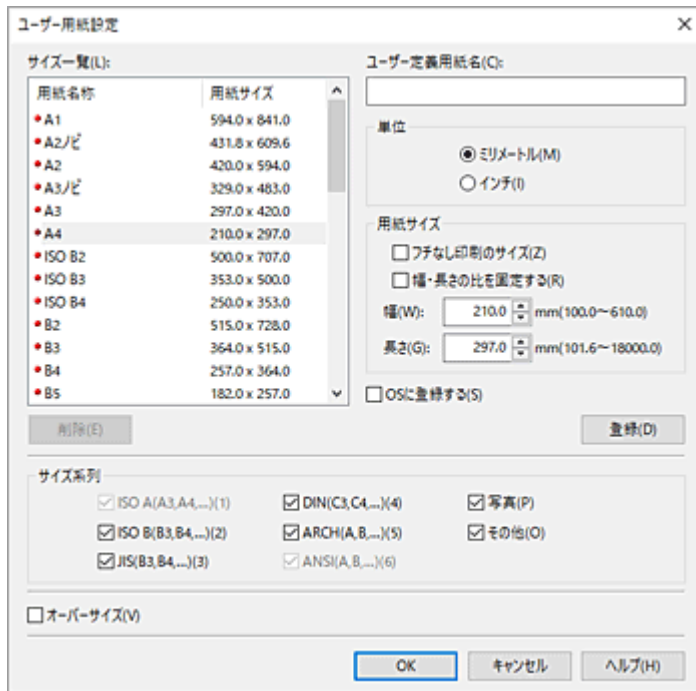 ユーザー用紙設定
サイズ一覧(L):
用紙名称 用紙サイズ
A1 594.0 x 841.0
A2ノビ 431.8 x 609.6
A2 420.0 x 594.0
A3ノビ 329.0 x 483.0
A3 297.0 x 420.0
A4 210.0 x 297.0
ISO B2 500.0 x 707.0
ISO B3 353.0 x 500.0
ISO B4 250.0 x 353.0
B2 515.0 x 728.0
B3 364.0 x 515.0
B4 257.0 x 364.0
B5 182.0 x 257.0
削除(E)
ユーザー定義用紙名(C):
単位
ミリメートル(M)
インチ(I)
用紙サイズ
フチなし印刷のサイズ(Z)
幅・長さの比を固定する(R)
幅(W): 210.0 mm(100.0～610.0)
長さ(G): 297.0 mm(101.6～18000.0)
OSに登録する(S)
登録(D)
サイズ系列
ISO A(A3,A4,...)(1) DIN(C3,C4,...)(4) 写真(P)
ISO B(B3,B4,...)(2) ARCH(A,B,...)(5) その他(O)
JIS(B3,B4,...)(3) ANSI(A,B,...)(6)
オーバーサイズ(V)
OK キャンセル ヘルプ(H)